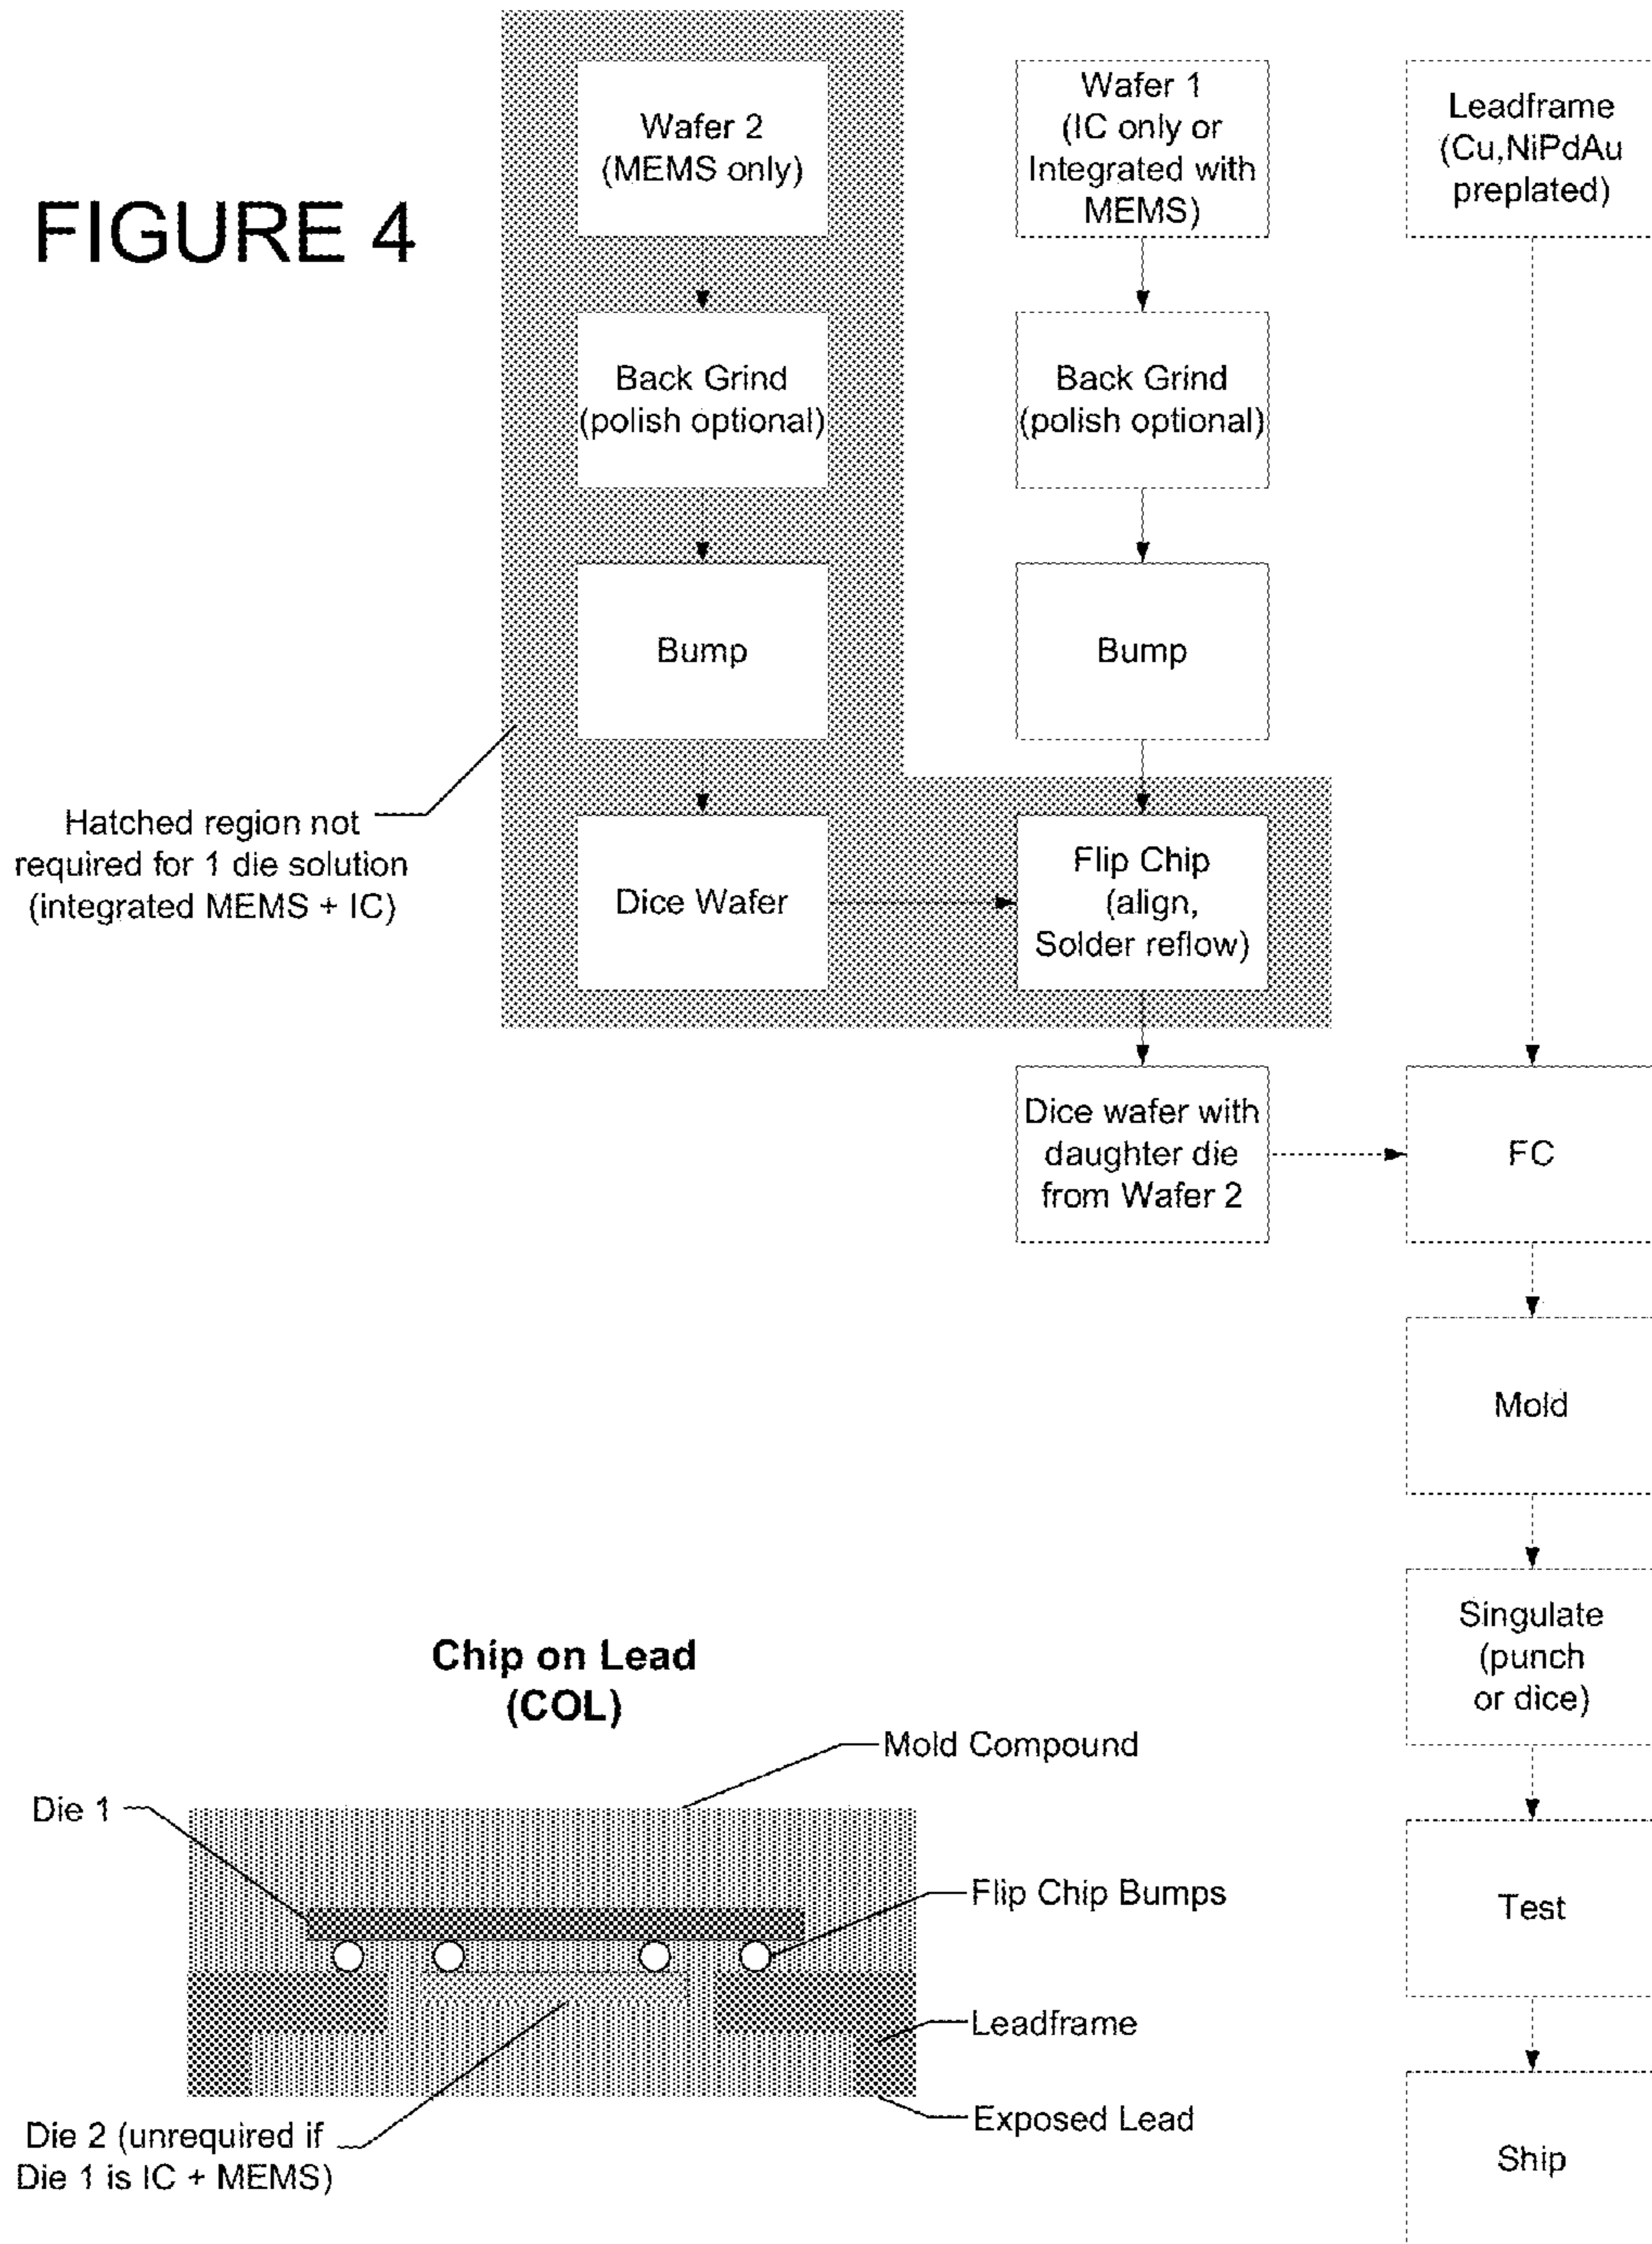 FIGURE 4
Wafer 2
(MEMS only)
Wafer 1
(IC only or
Integrated with
MEMS)
Leadframe
(Cu,NiPdAu
preplated)
Back Grind
(polish optional)
Back Grind
(polish optional)
Bump
Bump
Hatched region not
required for 1 die solution
(integrated MEMS + IC)
Dice Wafer
Flip Chip
(align,
Solder reflow)
Dice wafer with
daughter die
from Wafer 2
FC
Mold
Singulate
(punch
or dice)
Test
Ship
Chip on Lead
(COL)
Mold Compound
Die 1
Flip Chip Bumps
Leadframe
Exposed Lead
Die 2 (unrequired if
Die 1 is IC + MEMS)